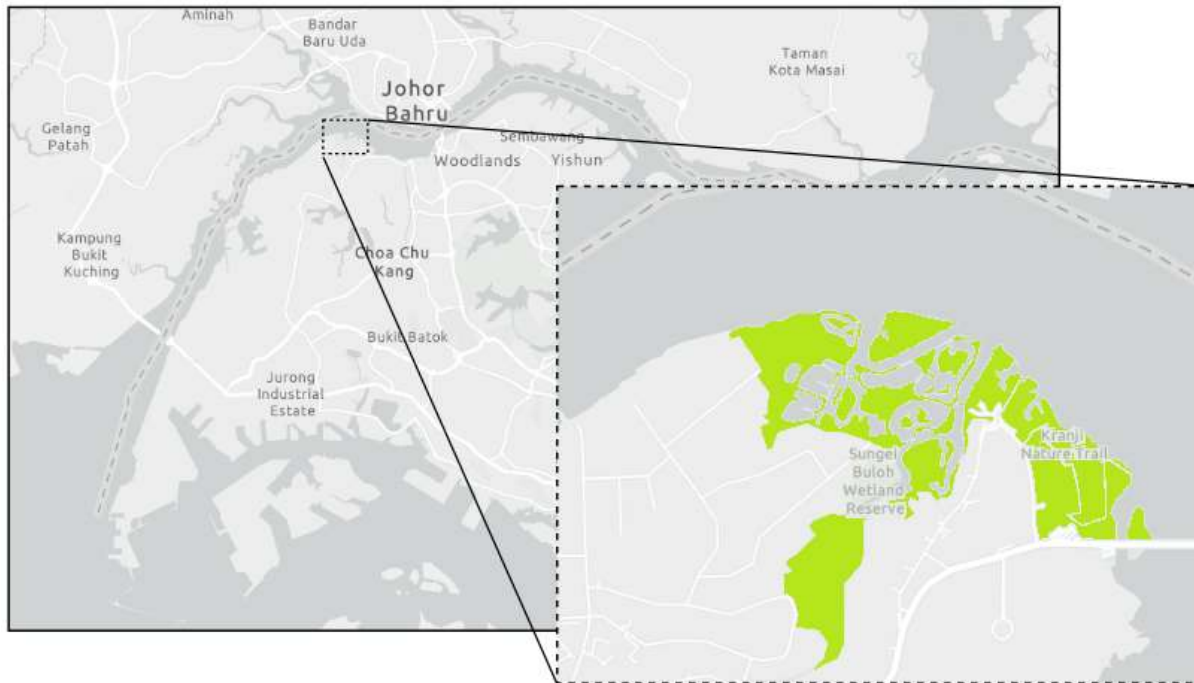 Aminah
Bandar
Baru Uda
Taman
Kota Masai
Johor
Bahru
Gelang
Patah
Sembawang
Woodlands
Yishun
Kampung
Bukit
Kuching
Choa Chu
Kang
Bukit Batok
Jurong
Industrial
Estate
Kranji
Nature Trail
Sungei
Buloh
Wetland
Reserve